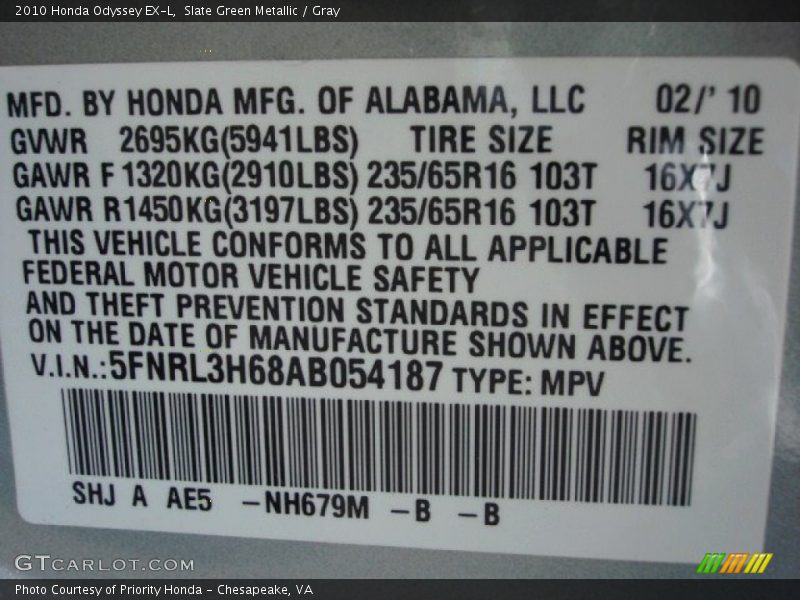 2010 Honda Odyssey EX-L, Slate Green Metallic / Gray
MFD. BY HONDA MFG. OF ALABAMA, LLC 02/' 10
GVWR 2695KG(5941LBS) TIRE SIZE RIM SIZE
GAWR F 1320KG(2910LBS) 235/65R16 103T 16X7J
GAWR R1450KG(3197LBS) 235/65R16 103T 16X7J
THIS VEHICLE CONFORMS TO ALL APPLICABLE
FEDERAL MOTOR VEHICLE SAFETY
AND THEFT PREVENTION STANDARDS IN EFFECT
ON THE DATE OF MANUFACTURE SHOWN ABOVE.
V.I.N.:5FNRL3H68AB054187 TYPE: MPV
SHJ A AE5 -NH679M -B -B
GTCARLOT.COM
Photo Courtesy of Priority Honda - Chesapeake, VA